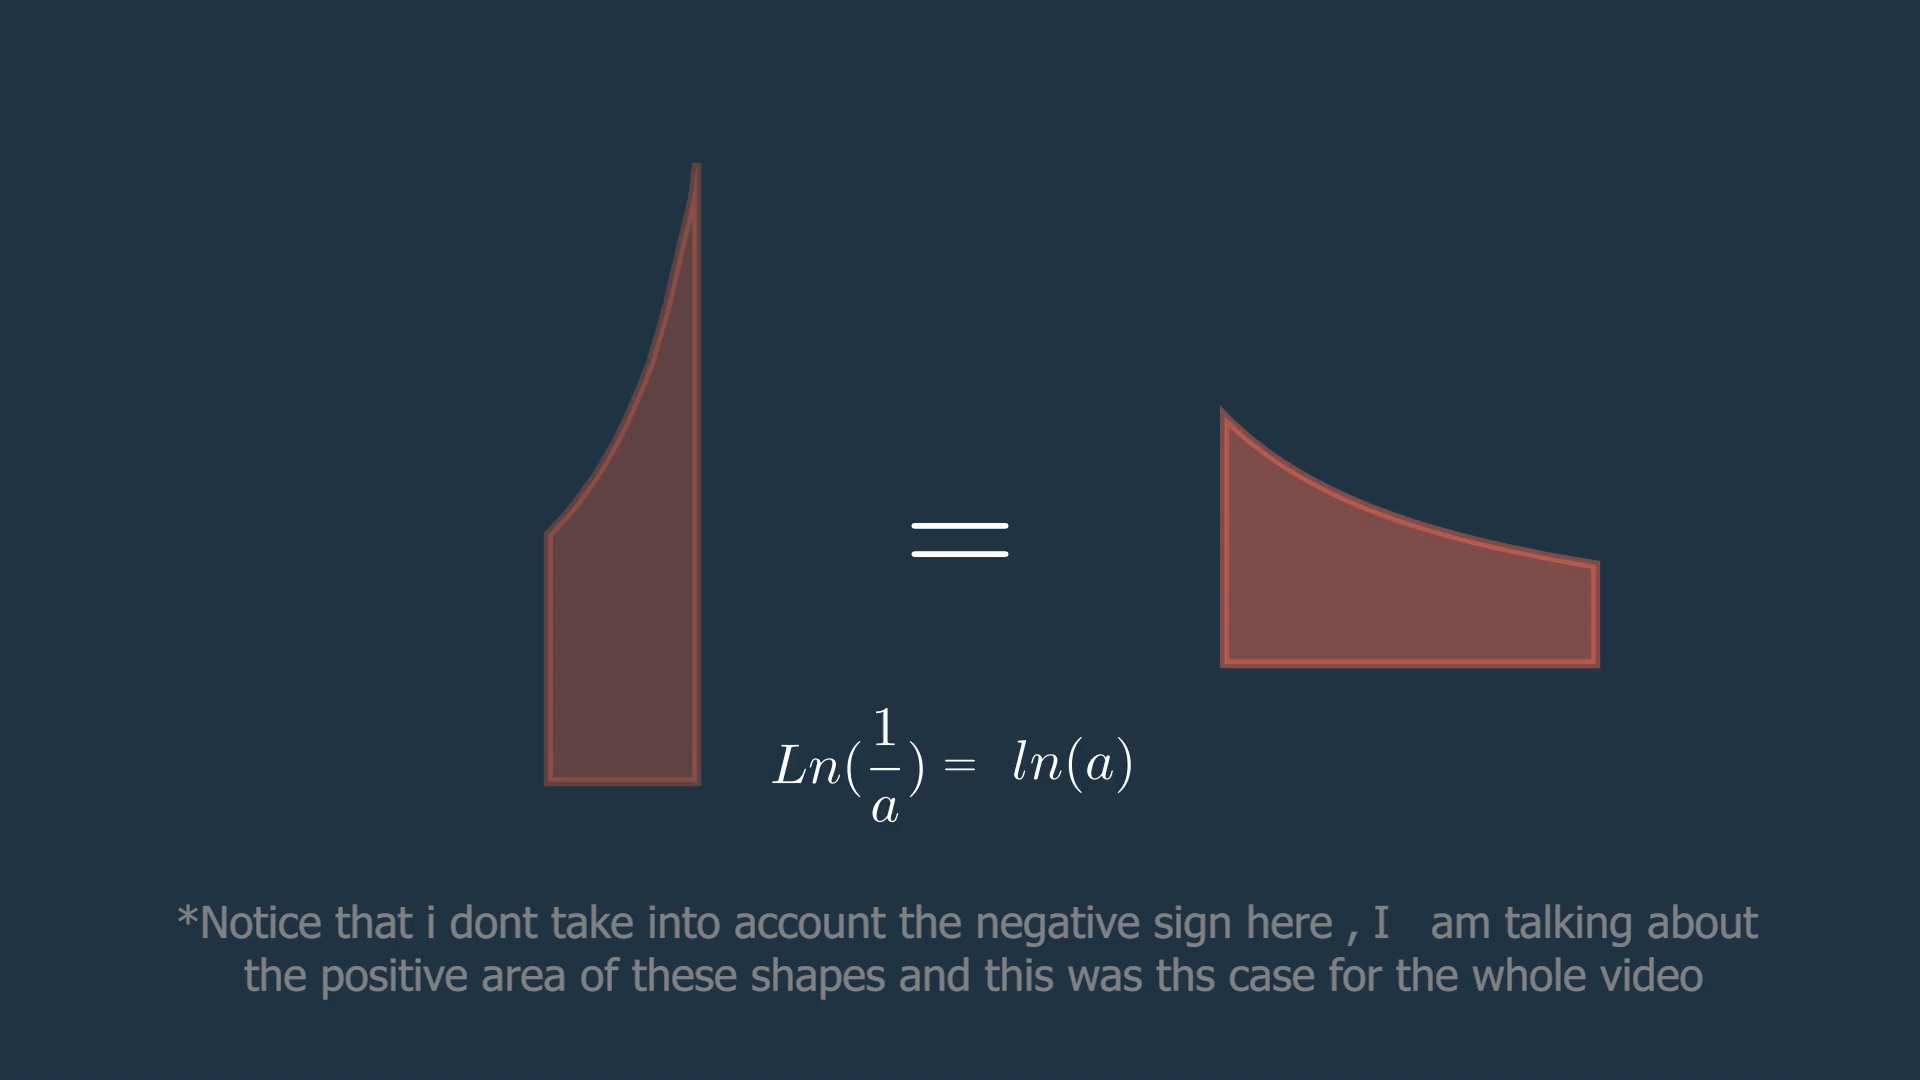 =
Ln(1/a) = ln(a)
*Notice that i dont take into account the negative sign here , I am talking about
the positive area of these shapes and this was ths case for the whole video